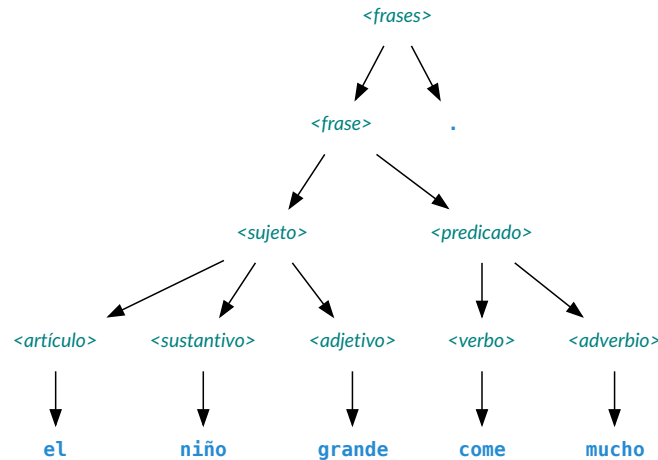 <frases>
<frase> .
<sujeto> <predicado>
<artículo> <sustantivo> <adjetivo> <verbo> <adverbio>
el niño grande come mucho